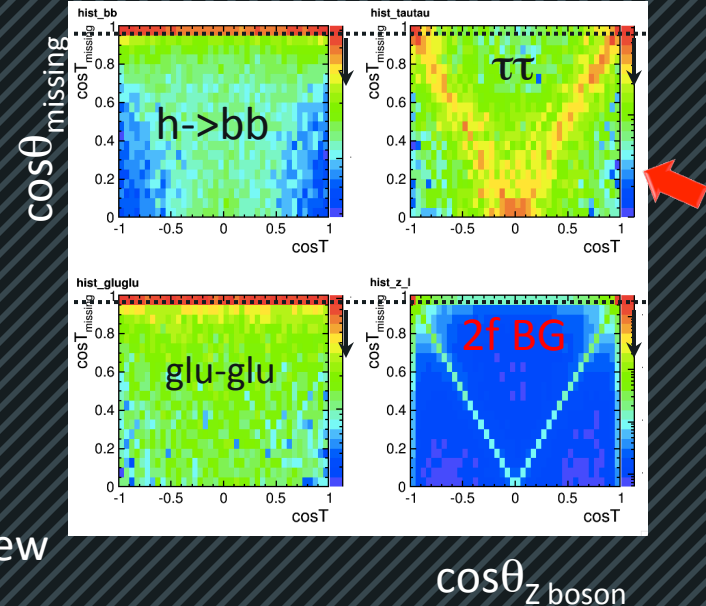 hist_bb
hist_tautau
cosθmissing
cosTmissing
1
0.8
0.6
0.4
0.2
0
h->bb
-1 -0.5 0 0.5 1
cosT
cosTmissing
1
0.8
0.6
0.4
0.2
0
ττ
-1 -0.5 0 0.5 1
cosT
hist_gluglu
hist_z_l
cosTmissing
1
0.8
0.6
0.4
0.2
0
glu-glu
-1 -0.5 0 0.5 1
cosT
cosTmissing
1
0.8
0.6
0.4
0.2
0
2f BG
-1 -0.5 0 0.5 1
cosT
ew
cosθZ boson